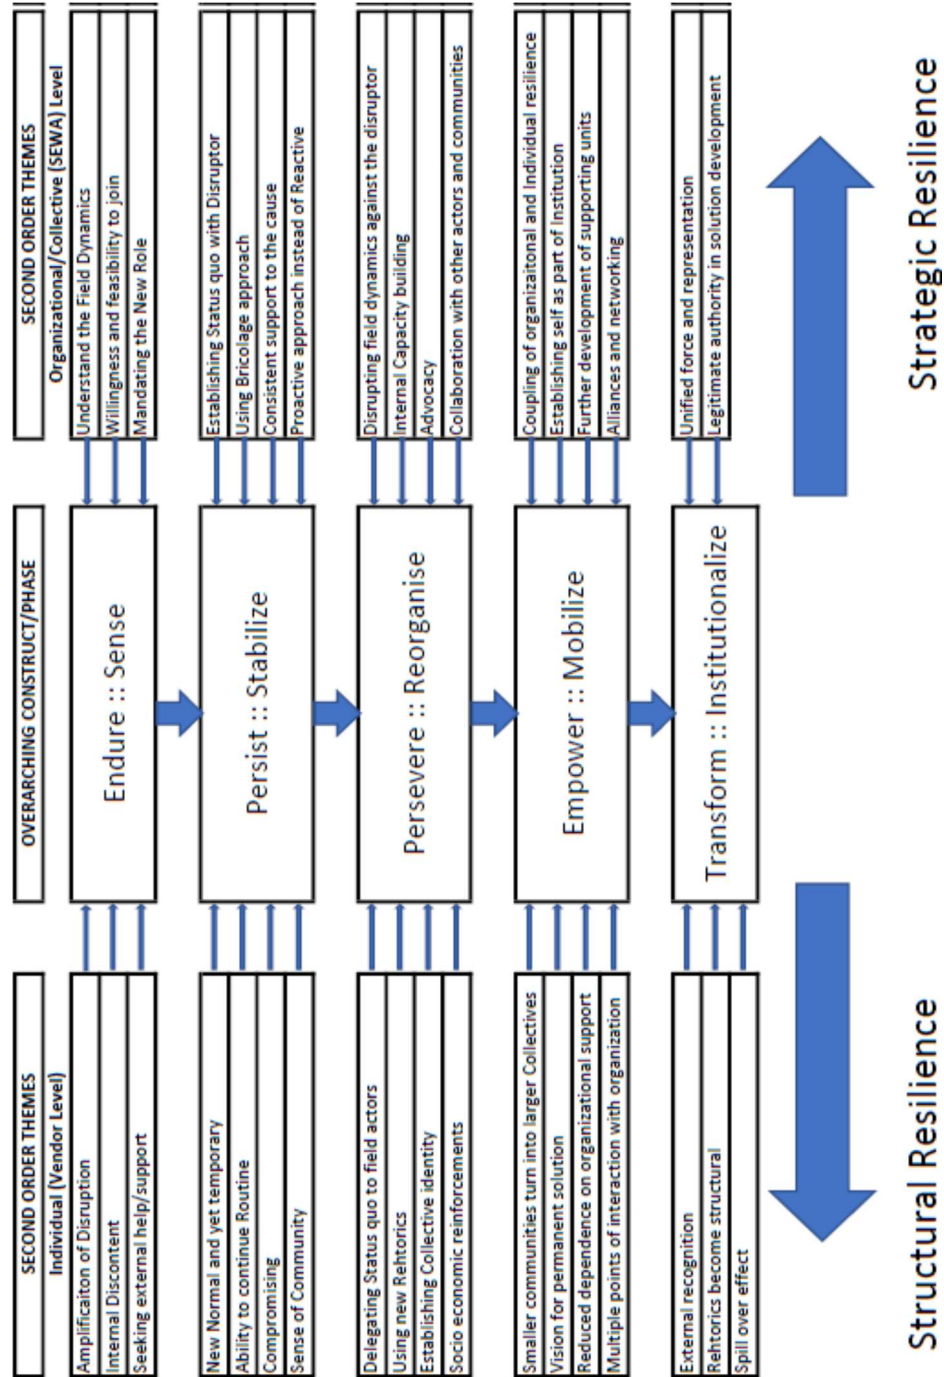 SECOND ORDER THEMES
Individual (Vendor Level)
Amplificaiton of Disruption
Internal Discontent
Seeking external help/support
New Normal and yet temporary
Ability to continue Routine
Compromising
Sense of Community
Delegating Status quo to field actors
Using new Rehtorics
Establishing Collective identity
Socio economic reinforcements
Smaller communities turn into larger Collectives
Vision for permanent solution
Reduced dependence on organizational support
Multiple points of interaction with organization
External recognition
Rehtorics become structural
Spill over effect
Structural Resilience
OVERARCHING CONSTRUCT/PHASE
Endure :: Sense
Persist :: Stabilize
Persevere :: Reorganise
Empower :: Mobilize
Transform :: Institutionalize
SECOND ORDER THEMES
Organizational/Collective (SEWA) Level
Understand the Field Dynamics
Willingness and feasibility to join
Mandating the New Role
Establishing Status quo with Disruptor
Using Bricolage approach
Consistent support to the cause
Proactive approach instead of Reactive
Disrupting field dynamics against the disruptor
Internal Capacity building
Advocacy
Collaboration with other actors and communities
Coupling of organizaitonal and Individual resilience
Establishing self as part of Institution
Further development of supporting units
Alliances and networking
Unified force and representation
Legitimate authority in solution development
Strategic Resilience